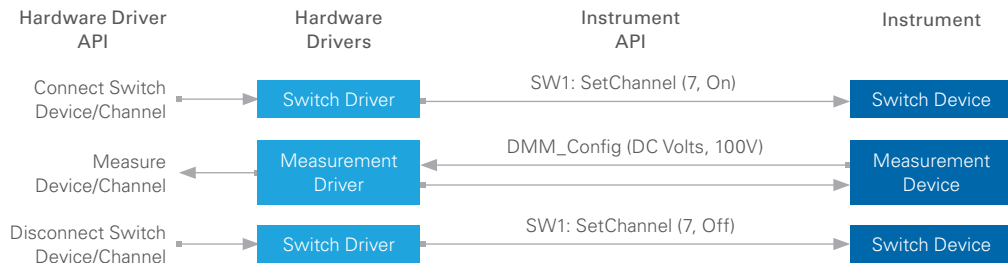 Hardware Driver
API
Hardware
Drivers
Instrument
API
Instrument
Connect Switch
Device/Channel
Switch Driver
SW1: SetChannel (7, On)
Switch Device
Measure
Device/Channel
Measurement
Driver
DMM_Config (DC Volts, 100V)
Measurement
Device
Disconnect Switch
Device/Channel
Switch Driver
SW1: SetChannel (7, Off)
Switch Device